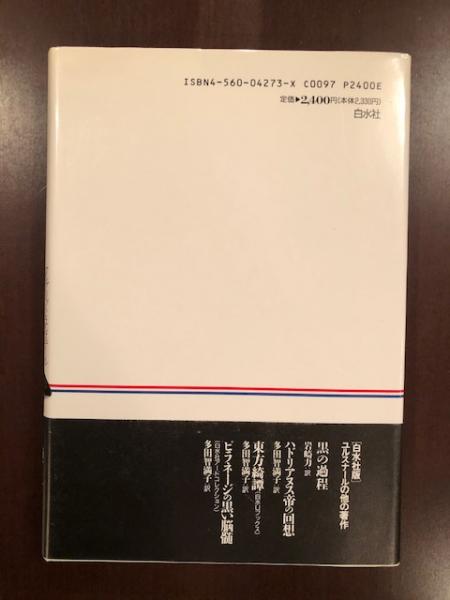 ISBN4-560-04273-X C0097 P2400E
定価▶2,400円(本体2,330円)
白水社
[白水社版]
ユルスナールの他の著作
黒の過程
岩崎力 訳
ハドリアヌス帝の回想
多田智満子 訳
東方綺譚(白水Uブックス)
多田智満子 訳
ピラネージの黒い脳髄
(白水社アートコレクション)
多田智満子 訳